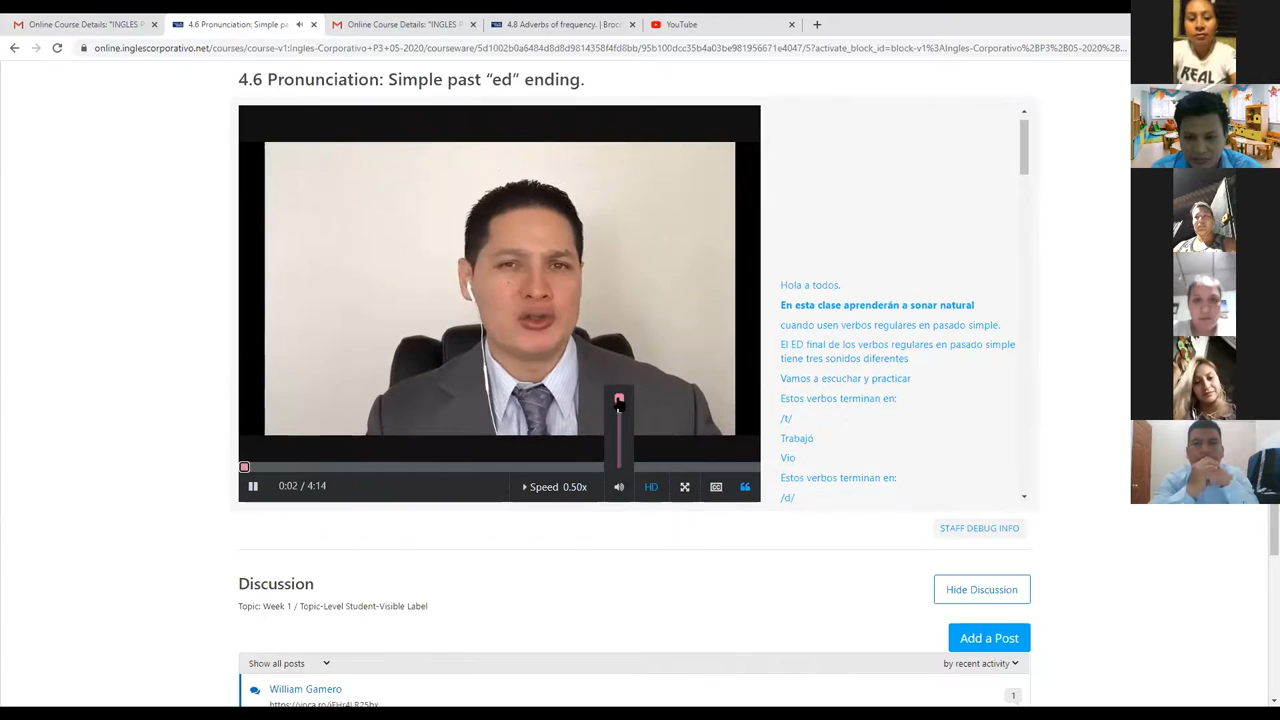 Online Course Details: "INGLES P
4.6 Pronunciation: Simple pa
Online Course Details: "INGLES P
4.8 Adverbs of frequency. | Broc
YouTube
online.inglescorporativo.net/courses/course-v1:Ingles-Corporativo+P3+05-2020/courseware/5d1002b0a6484d8d8d9814358f4fd8bb/95b100dcc35b4a03be981956671e4047/5?activate_block_id=block-v1%3AIngles-Corporativo%2BP3%2B05-2020%2B...
4.6 Pronunciation: Simple past “ed” ending.
REAL
Hola a todos,
En esta clase aprenderán a sonar natural
cuando usen verbos regulares en pasado simple.
El ED final de los verbos regulares en pasado simple
tiene tres sonidos diferentes
Vamos a escuchar y practicar
Estos verbos terminan en:
/t/
Trabajó
Vio
Estos verbos terminan en:
/d/
0:02 / 4:14
Speed 0.50x
HD
STAFF DEBUG INFO
Discussion
Hide Discussion
Topic: Week 1 / Topic-Level Student-Visible Label
Add a Post
Show all posts
by recent activity
William Gamero
1